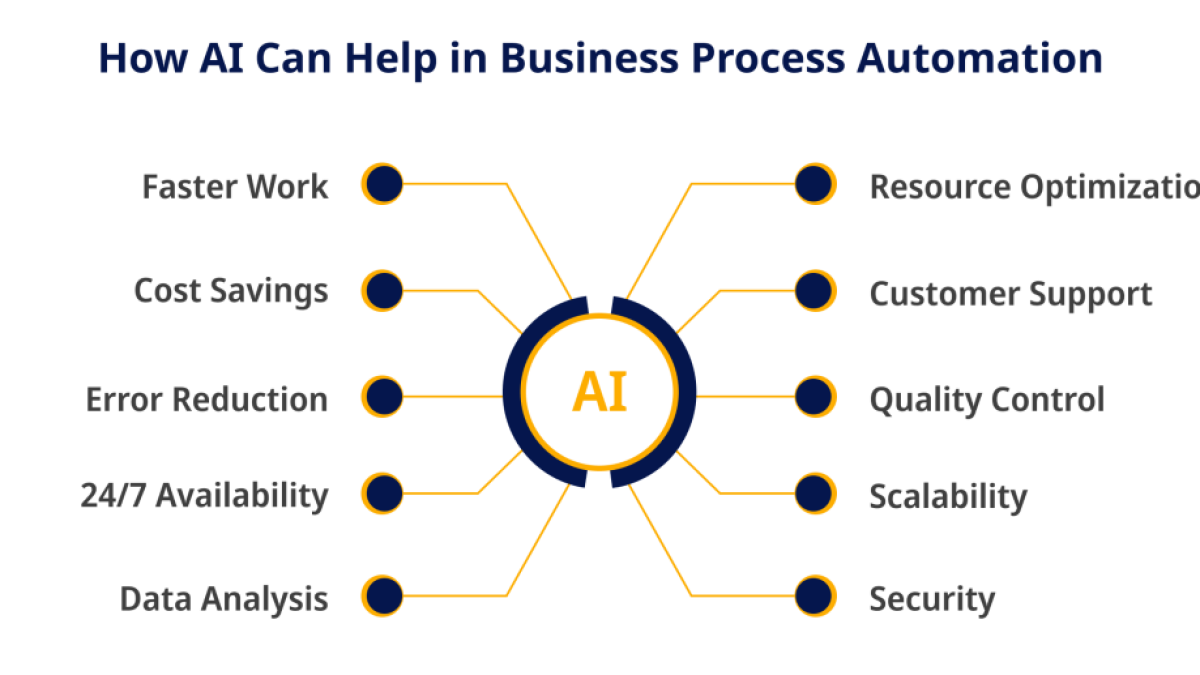 How AI Can Help in Business Process Automation
Faster Work
Cost Savings
Error Reduction
24/7 Availability
Data Analysis
AI
Resource Optimizatio
Customer Support
Quality Control
Scalability
Security